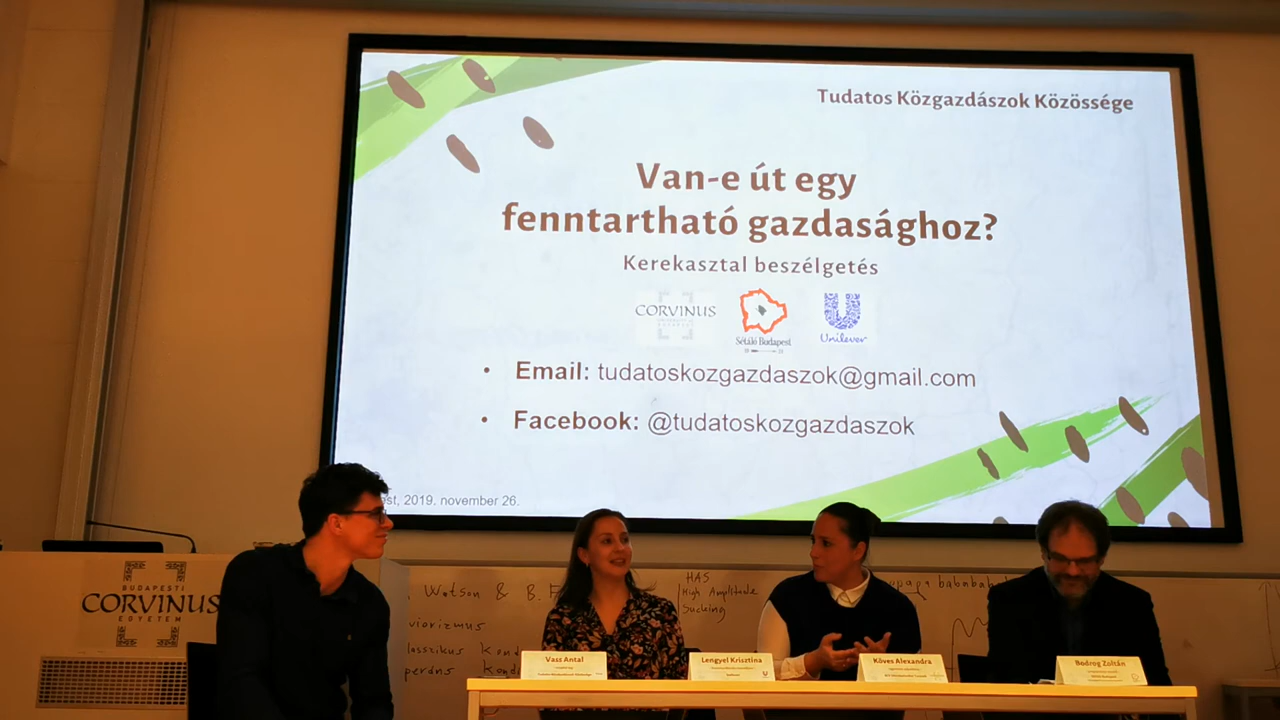 Tudatos Közgazdászok Közössége
Van-e út egy
fenntartható gazdasághoz?
Kerekasztal beszélgetés
CORVINUS
Sétáló Budapest
Unilever
• Email: tudatoskozgazdaszok@gmail.com
• Facebook: @tudatoskozgazdaszok
2019. november 26.
BUDAPESTI
CORVINUS
EGYETEM
Watson & B.
HAS
High Amplitude
Sucking
Vass Antal
Lengyel Krisztina
Köves Alexandra
Bodrog Zoltán